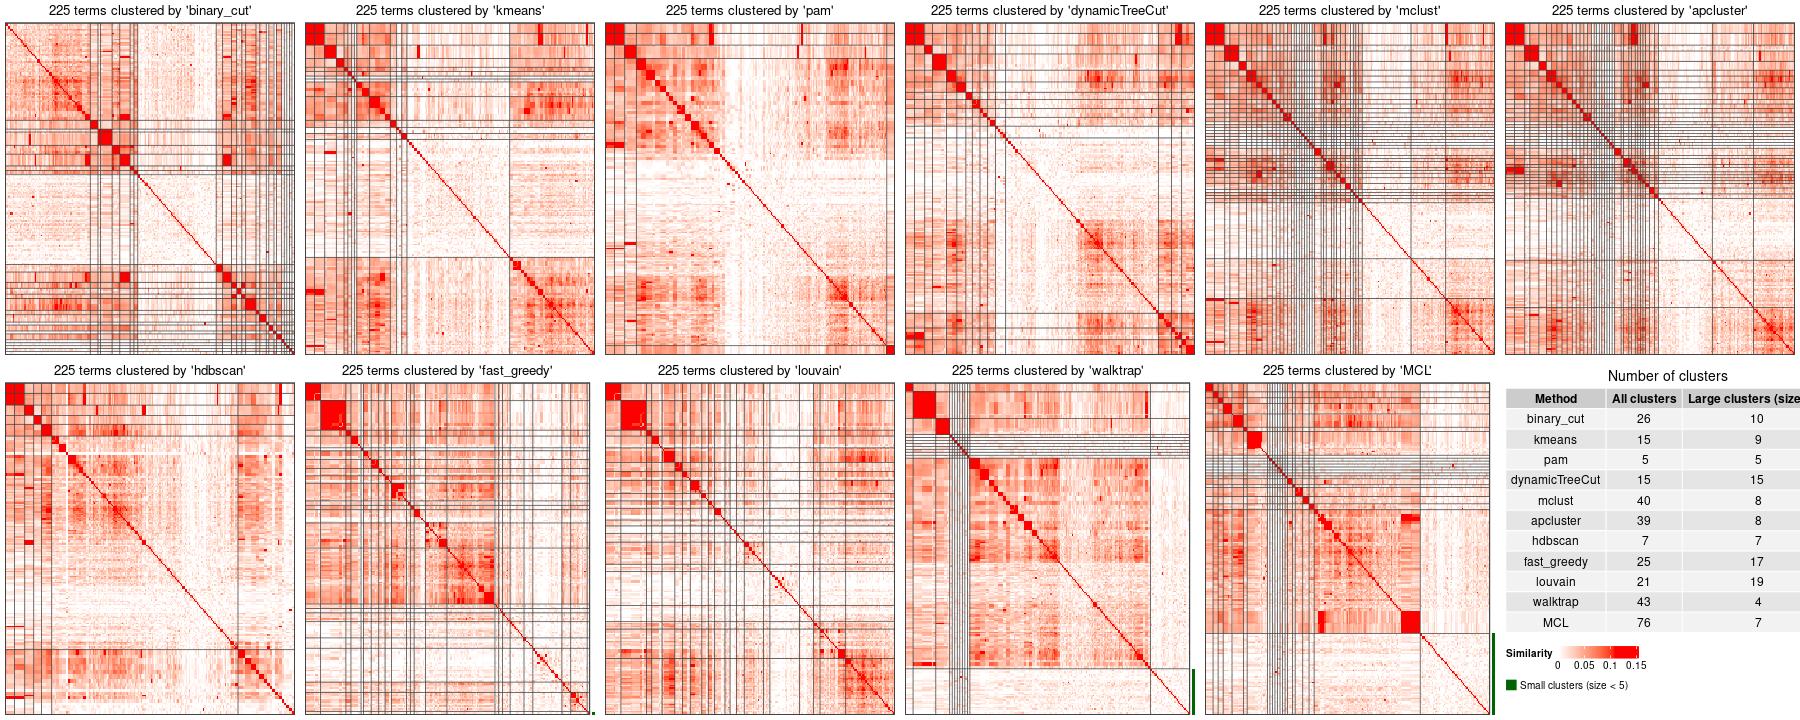 225 terms clustered by 'binary_cut'
225 terms clustered by 'kmeans'
225 terms clustered by 'pam'
225 terms clustered by 'dynamicTreeCut'
225 terms clustered by 'mclust'
225 terms clustered by 'apcluster'
225 terms clustered by 'hdbscan'
225 terms clustered by 'fast_greedy'
225 terms clustered by 'louvain'
225 terms clustered by 'walktrap'
225 terms clustered by 'MCL'
Number of clusters
Method All clusters Large clusters (size
binary_cut 26 10
kmeans 15 9
pam 5 5
dynamicTreeCut 15 15
mclust 40 8
apcluster 39 8
hdbscan 7 7
fast_greedy 25 17
louvain 21 19
walktrap 43 4
MCL 76 7
Similarity
0 0.05 0.1 0.15
Small clusters (size < 5)